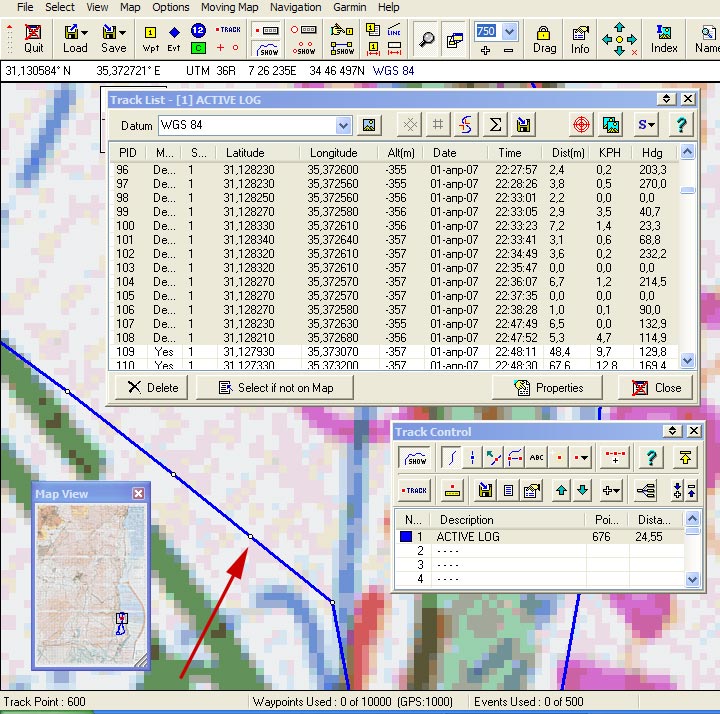 File Select View Map Options Moving Map Navigation Garmin Help
12 TRACK 750
Quit Load Save Wpt Evt C SHOW SHOW SHOW Drag Info Index Name
31,130584° N 35,372721° E UTM 36R 7 26 235E 34 46 497N WGS 84
Track List - [1] ACTIVE LOG
Datum WGS 84 S ?
PID M... S... Latitude Longitude Alt(m) Date Time Dist(m) KPH Hdg
96 De... 1 31,128230 35,372600 -355 01-апр-07 22:27:57 2,4 0,2 203,3
97 De... 1 31,128230 35,372610 -355 01-апр-07 22:28:26 3,8 0,5 270,0
98 De... 1 31,128250 35,372560 -356 01-апр-07 22:33:01 2,2 0,0 0,0
99 De... 1 31,128270 35,372560 -356 01-апр-07 22:33:05 2,9 3,5 40,7
100 De... 1 31,128330 35,372610 -356 01-апр-07 22:33:23 7,2 1,4 23,3
101 De... 1 31,128340 35,372640 -357 01-апр-07 22:33:41 3,1 0,6 68,8
102 De... 1 31,128320 35,372610 -357 01-апр-07 22:34:49 3,6 0,2 232,2
103 De... 1 31,128320 35,372610 -357 01-апр-07 22:35:47 0,0 0,0 0,0
104 De... 1 31,128270 35,372570 -357 01-апр-07 22:36:07 6,7 1,2 214,5
105 De... 1 31,128270 35,372570 -357 01-апр-07 22:37:35 0,0 0,0 0,0
106 De... 1 31,128270 35,372580 -356 01-апр-07 22:38:28 1,0 0,1 90,0
107 De... 1 31,128230 35,372630 -356 01-апр-07 22:47:49 6,5 0,0 132,9
108 De... 1 31,128210 35,372680 -356 01-апр-07 22:47:52 5,3 4,7 114,9
109 Yes 1 31,127930 35,373070 -357 01-апр-07 22:48:11 48,4 9,7 129,8
110 Yes 1 31,127330 35,373200 -357 01-апр-07 22:48:30 67,6 12,8 169,4
Delete Select if not on Map Properties Close
Track Control
SHOW ABC ?
TRACK
N... Description Poi... Dista...
1 ACTIVE LOG 676 24,55
2 - - - -
3 - - - -
4 - - - -
Map View
Track Point : 600 Waypoints Used : 0 of 10000 (GPS:1000) Events Used : 0 of 500